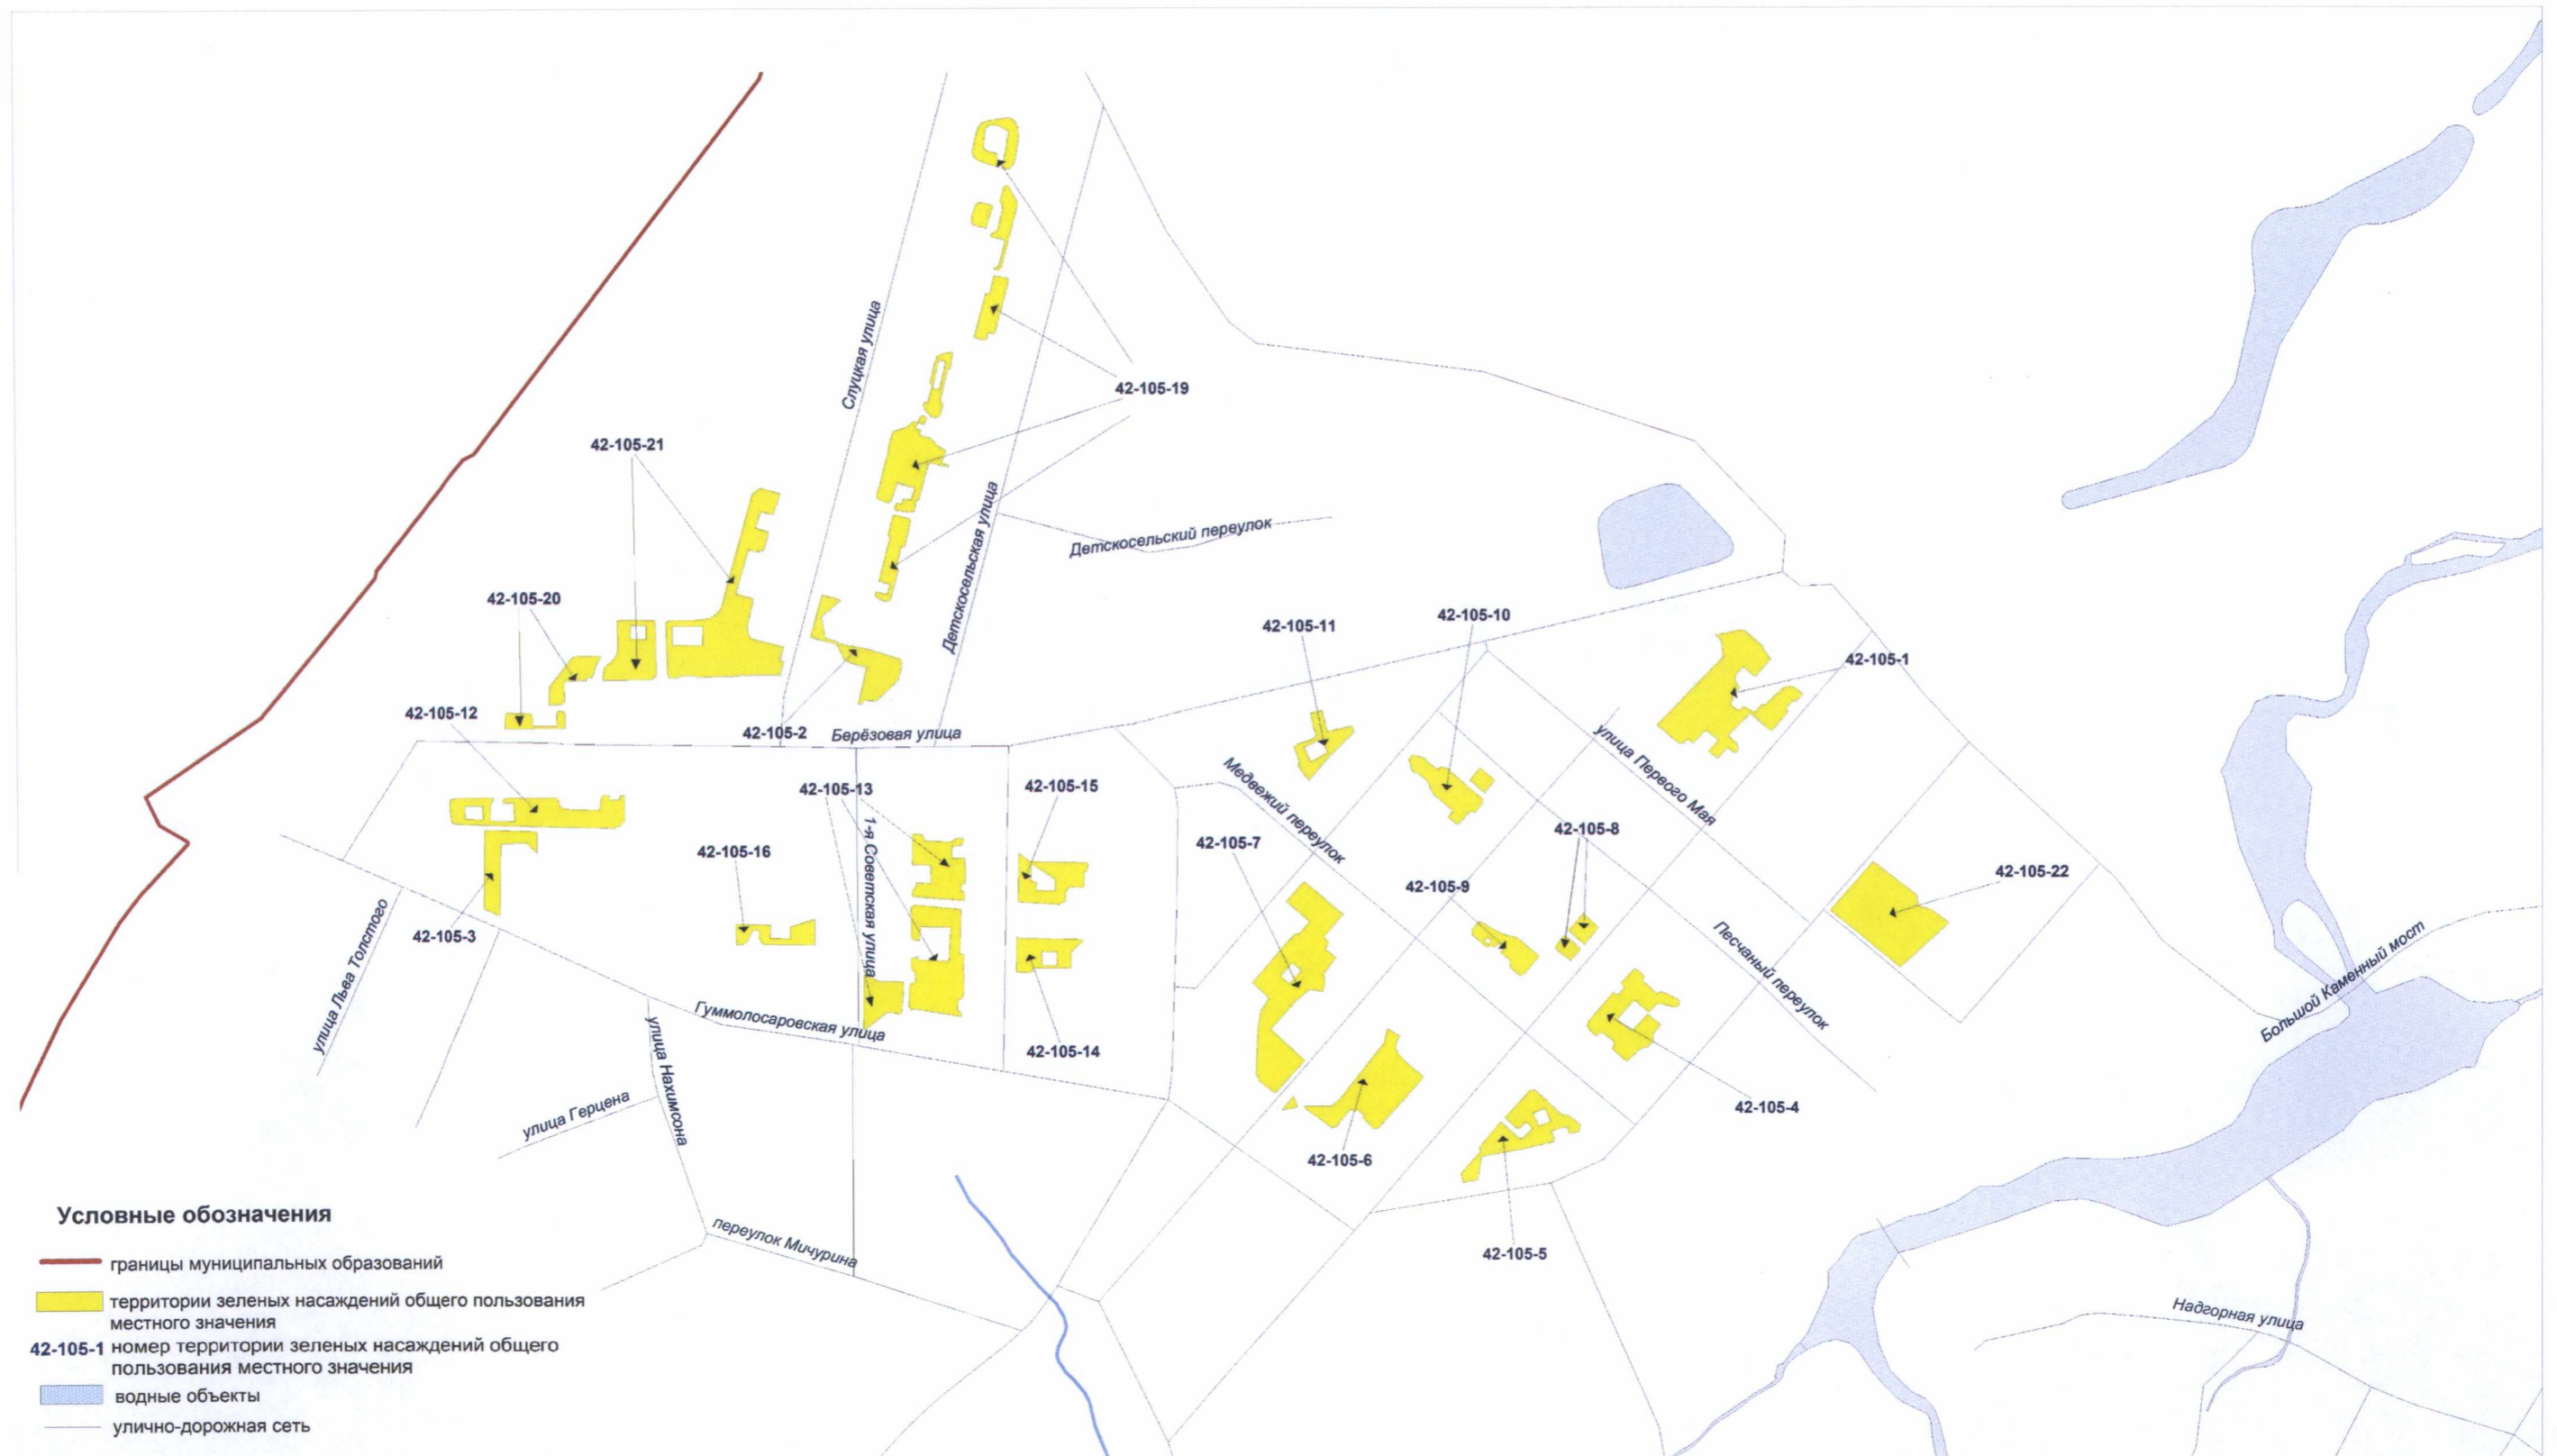 Слуцкая улица
42-105-19
42-105-21
Детскосельская улица
Детскосельский переулок
42-105-20
42-105-11
42-105-10
42-105-1
42-105-12
42-105-2
Берёзовая улица
улица Первого Мая
Медвежий переулок
42-105-13
42-105-15
42-105-8
42-105-7
42-105-16
1-я Советская улица
42-105-9
42-105-22
42-105-3
улица Льва Толстого
Песчаный переулок
Большой Каменный мост
Гуммолосаровская улица
улица Нахимсона
42-105-14
улица Герцена
42-105-4
42-105-6
42-105-5
переулок Мичурина
Надгорная улица
Условные обозначения
границы муниципальных образований
территории зеленых насаждений общего пользования
местного значения
42-105-1 номер территории зеленых насаждений общего
пользования местного значения
водные объекты
улично-дорожная сеть